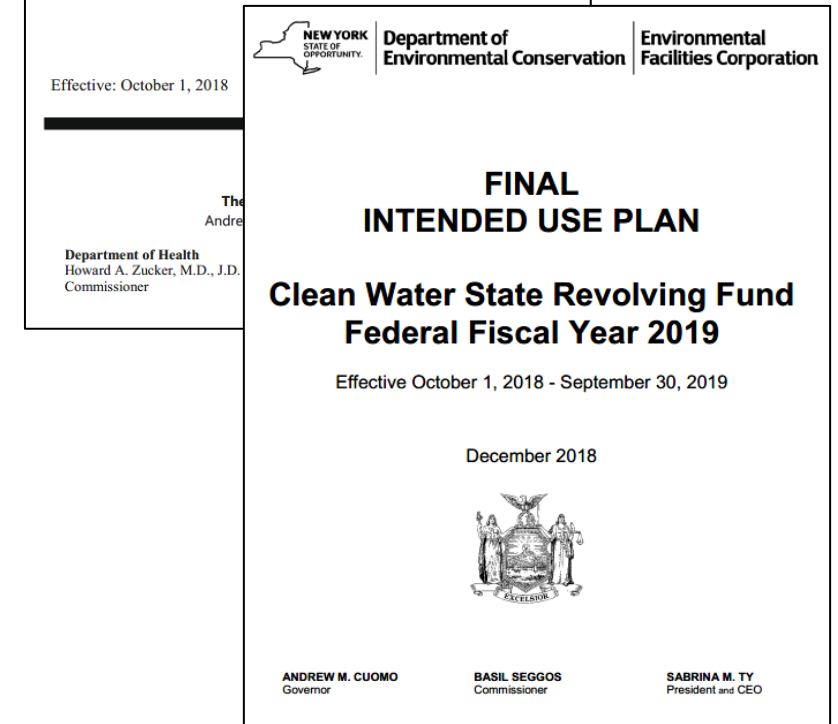 Effective: October 1, 2018
The
Andre
Department of Health
Howard A. Zucker, M.D., J.D.
Commissioner
NEW YORK
STATE OF
OPPORTUNITY.
Department of
Environmental Conservation
Environmental
Facilities Corporation
FINAL
INTENDED USE PLAN
Clean Water State Revolving Fund
Federal Fiscal Year 2019
Effective October 1, 2018 - September 30, 2019
December 2018
EXCELSIOR
ANDREW M. CUOMO
Governor
BASIL SEGGOS
Commissioner
SABRINA M. TY
President and CEO